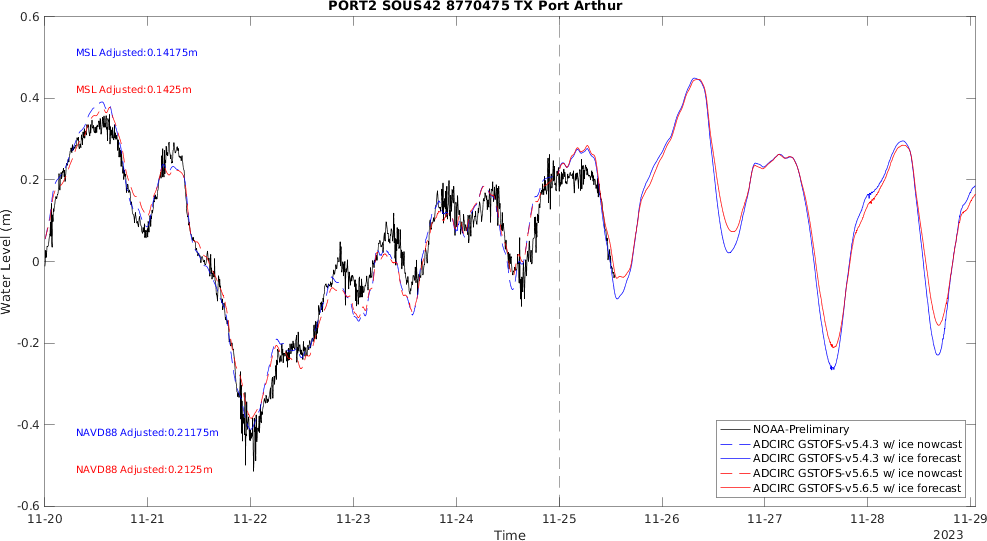 PORT2 SOUS42 8770475 TX Port Arthur
0.6
0.4
0.2
0
-0.2
-0.4
-0.6
Water Level (m)
MSL Adjusted:0.14175m
MSL Adjusted:0.1425m
NAVD88 Adjusted:0.21175m
NAVD88 Adjusted:0.2125m
NOAA-Preliminary
ADCIRC GSTOFS-v5.4.3 w/ ice nowcast
ADCIRC GSTOFS-v5.4.3 w/ ice forecast
ADCIRC GSTOFS-v5.6.5 w/ ice nowcast
ADCIRC GSTOFS-v5.6.5 w/ ice forecast
11-20 11-21 11-22 11-23 11-24 11-25 11-26 11-27 11-28 11-29
Time
2023